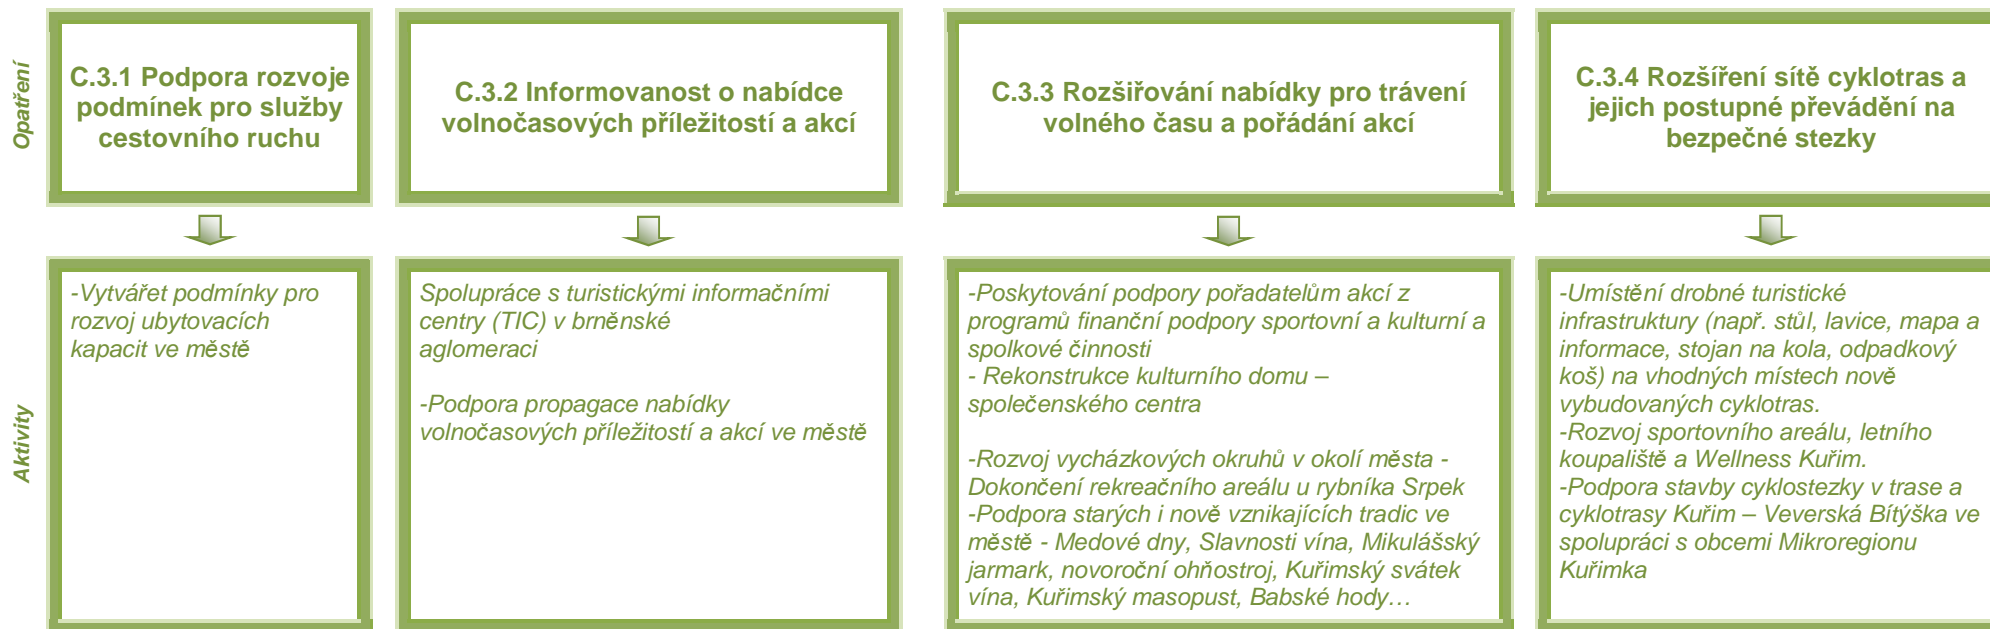 Opatření
C.3.1 Podpora rozvoje
podmínek pro služby
cestovního ruchu
C.3.2 Informovanost o nabídce
volnočasových příležitostí a akcí
C.3.3 Rozšiřování nabídky pro trávení
volného času a pořádání akcí
C.3.4 Rozšíření sítě cyklotras a
jejich postupné převádění na
bezpečné stezky
Aktivity
-Vytvářet podmínky pro
rozvoj ubytovacích
kapacit ve městě
Spolupráce s turistickými informačními
centry (TIC) v brněnské
aglomeraci
-Podpora propagace nabídky
volnočasových příležitostí a akcí ve městě
-Poskytování podpory pořadatelům akcí z
programů finanční podpory sportovní a kulturní a
spolkové činnosti
- Rekonstrukce kulturního domu –
společenského centra
-Rozvoj vycházkových okruhů v okolí města -
Dokončení rekreačního areálu u rybníka Srpek
-Podpora starých i nově vznikajících tradic ve
městě - Medové dny, Slavnosti vína, Mikulášský
jarmark, novoroční ohňostroj, Kuřimský svátek
vína, Kuřimský masopust, Babské hody…
-Umístění drobné turistické
infrastruktury (např. stůl, lavice, mapa a
informace, stojan na kola, odpadkový
koš) na vhodných místech nově
vybudovaných cyklotras.
-Rozvoj sportovního areálu, letního
koupaliště a Wellness Kuřim.
-Podpora stavby cyklostezky v trase a
cyklotrasy Kuřim – Veverská Bítýška ve
spolupráci s obcemi Mikroregionu
Kuřimka